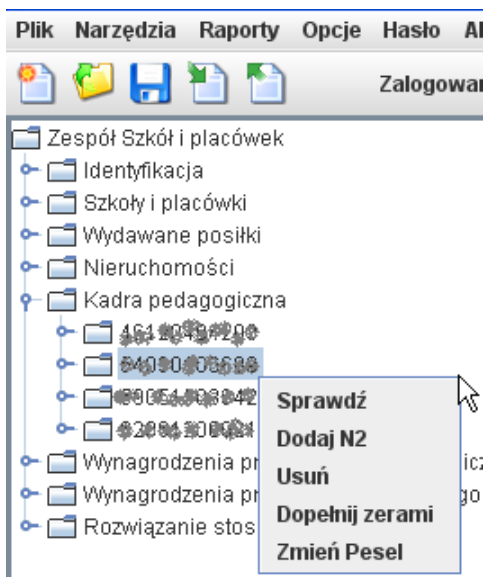 Plik Narzędzia Raporty Opcje Hasło
Zalogowan
Zespół Szkół i placówek
Identyfikacja
Szkoły i placówki
Wydawane posiłki
Nieruchomości
Kadra pedagogiczna
Sprawdź
Dodaj N2
Usuń
Dopełnij zerami
Zmień Pesel
Wynagrodzenia pr
Wynagrodzenia pr
Rozwiązanie stos